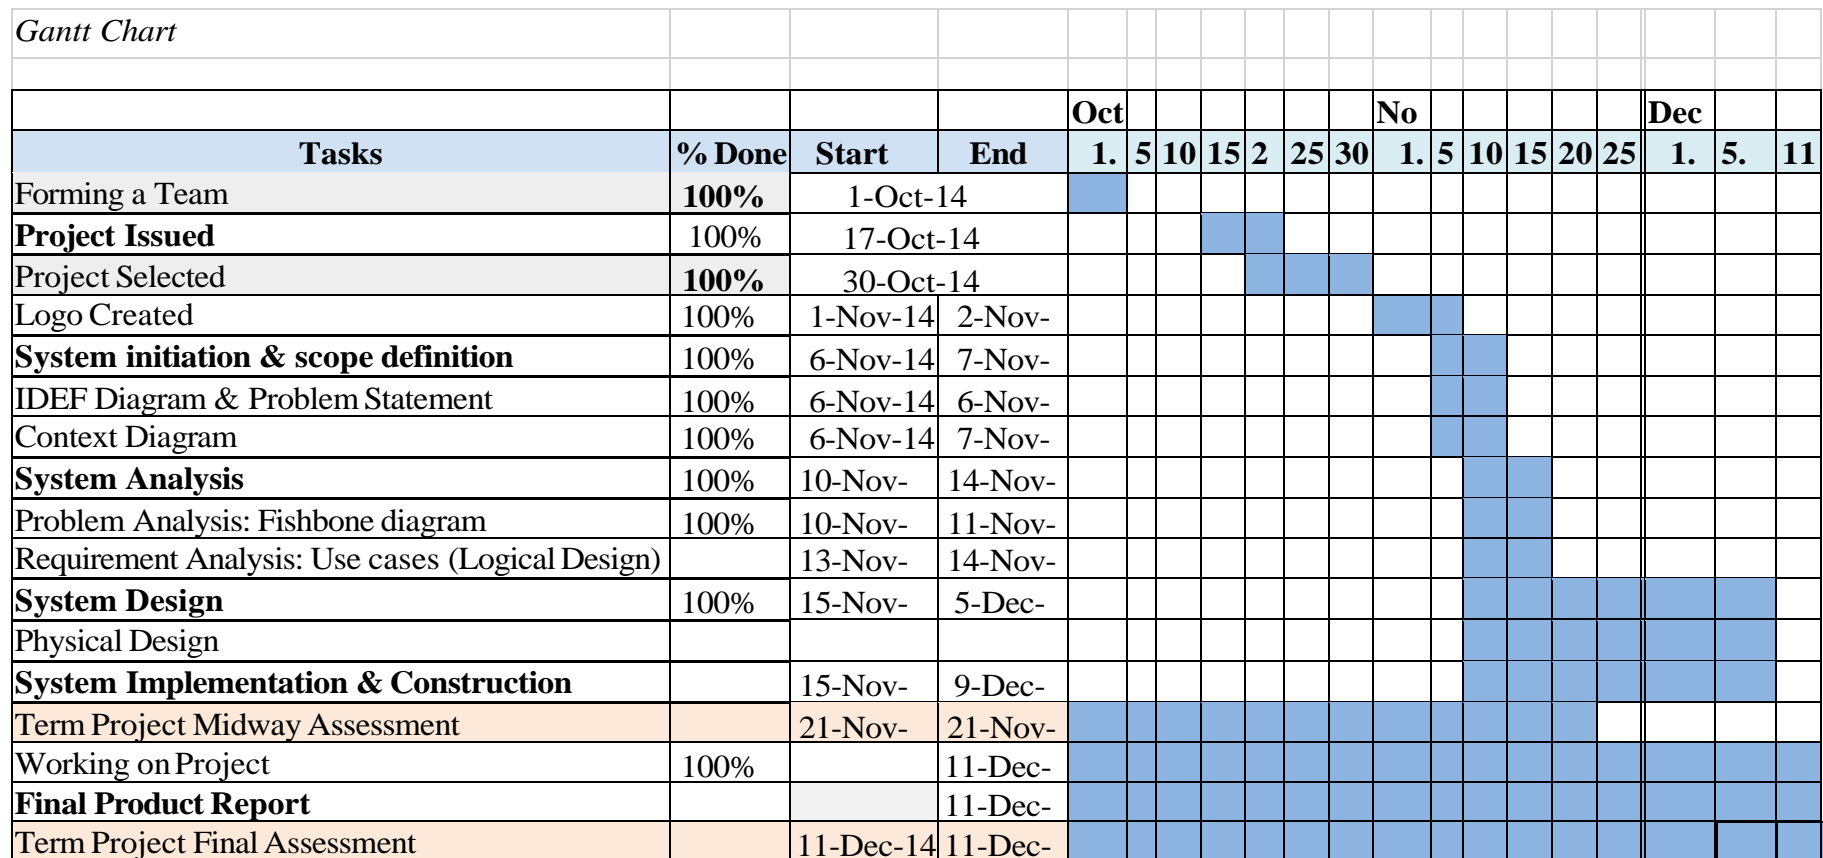 Gantt Chart
Oct No Dec
Tasks % Done Start End 1. 5 10 15 2 25 30 1. 5 10 15 20 25 1. 5. 11
Forming a Team 100% 1-Oct-14
Project Issued 100% 17-Oct-14
Project Selected 100% 30-Oct-14
Logo Created 100% 1-Nov-14 2-Nov-
System initiation & scope definition 100% 6-Nov-14 7-Nov-
IDEF Diagram & Problem Statement 100% 6-Nov-14 6-Nov-
Context Diagram 100% 6-Nov-14 7-Nov-
System Analysis 100% 10-Nov- 14-Nov-
Problem Analysis: Fishbone diagram 100% 10-Nov- 11-Nov-
Requirement Analysis: Use cases (Logical Design) 13-Nov- 14-Nov-
System Design 100% 15-Nov- 5-Dec-
Physical Design
System Implementation & Construction 15-Nov- 9-Dec-
Term Project Midway Assessment 21-Nov- 21-Nov-
Working on Project 100% 11-Dec-
Final Product Report 11-Dec-
Term Project Final Assessment 11-Dec-14 11-Dec-